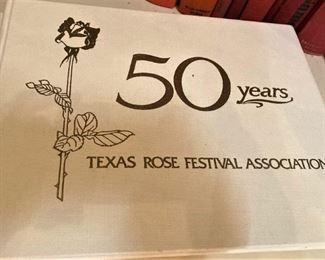 50 years
TEXAS ROSE FESTIVAL ASSOCIATION